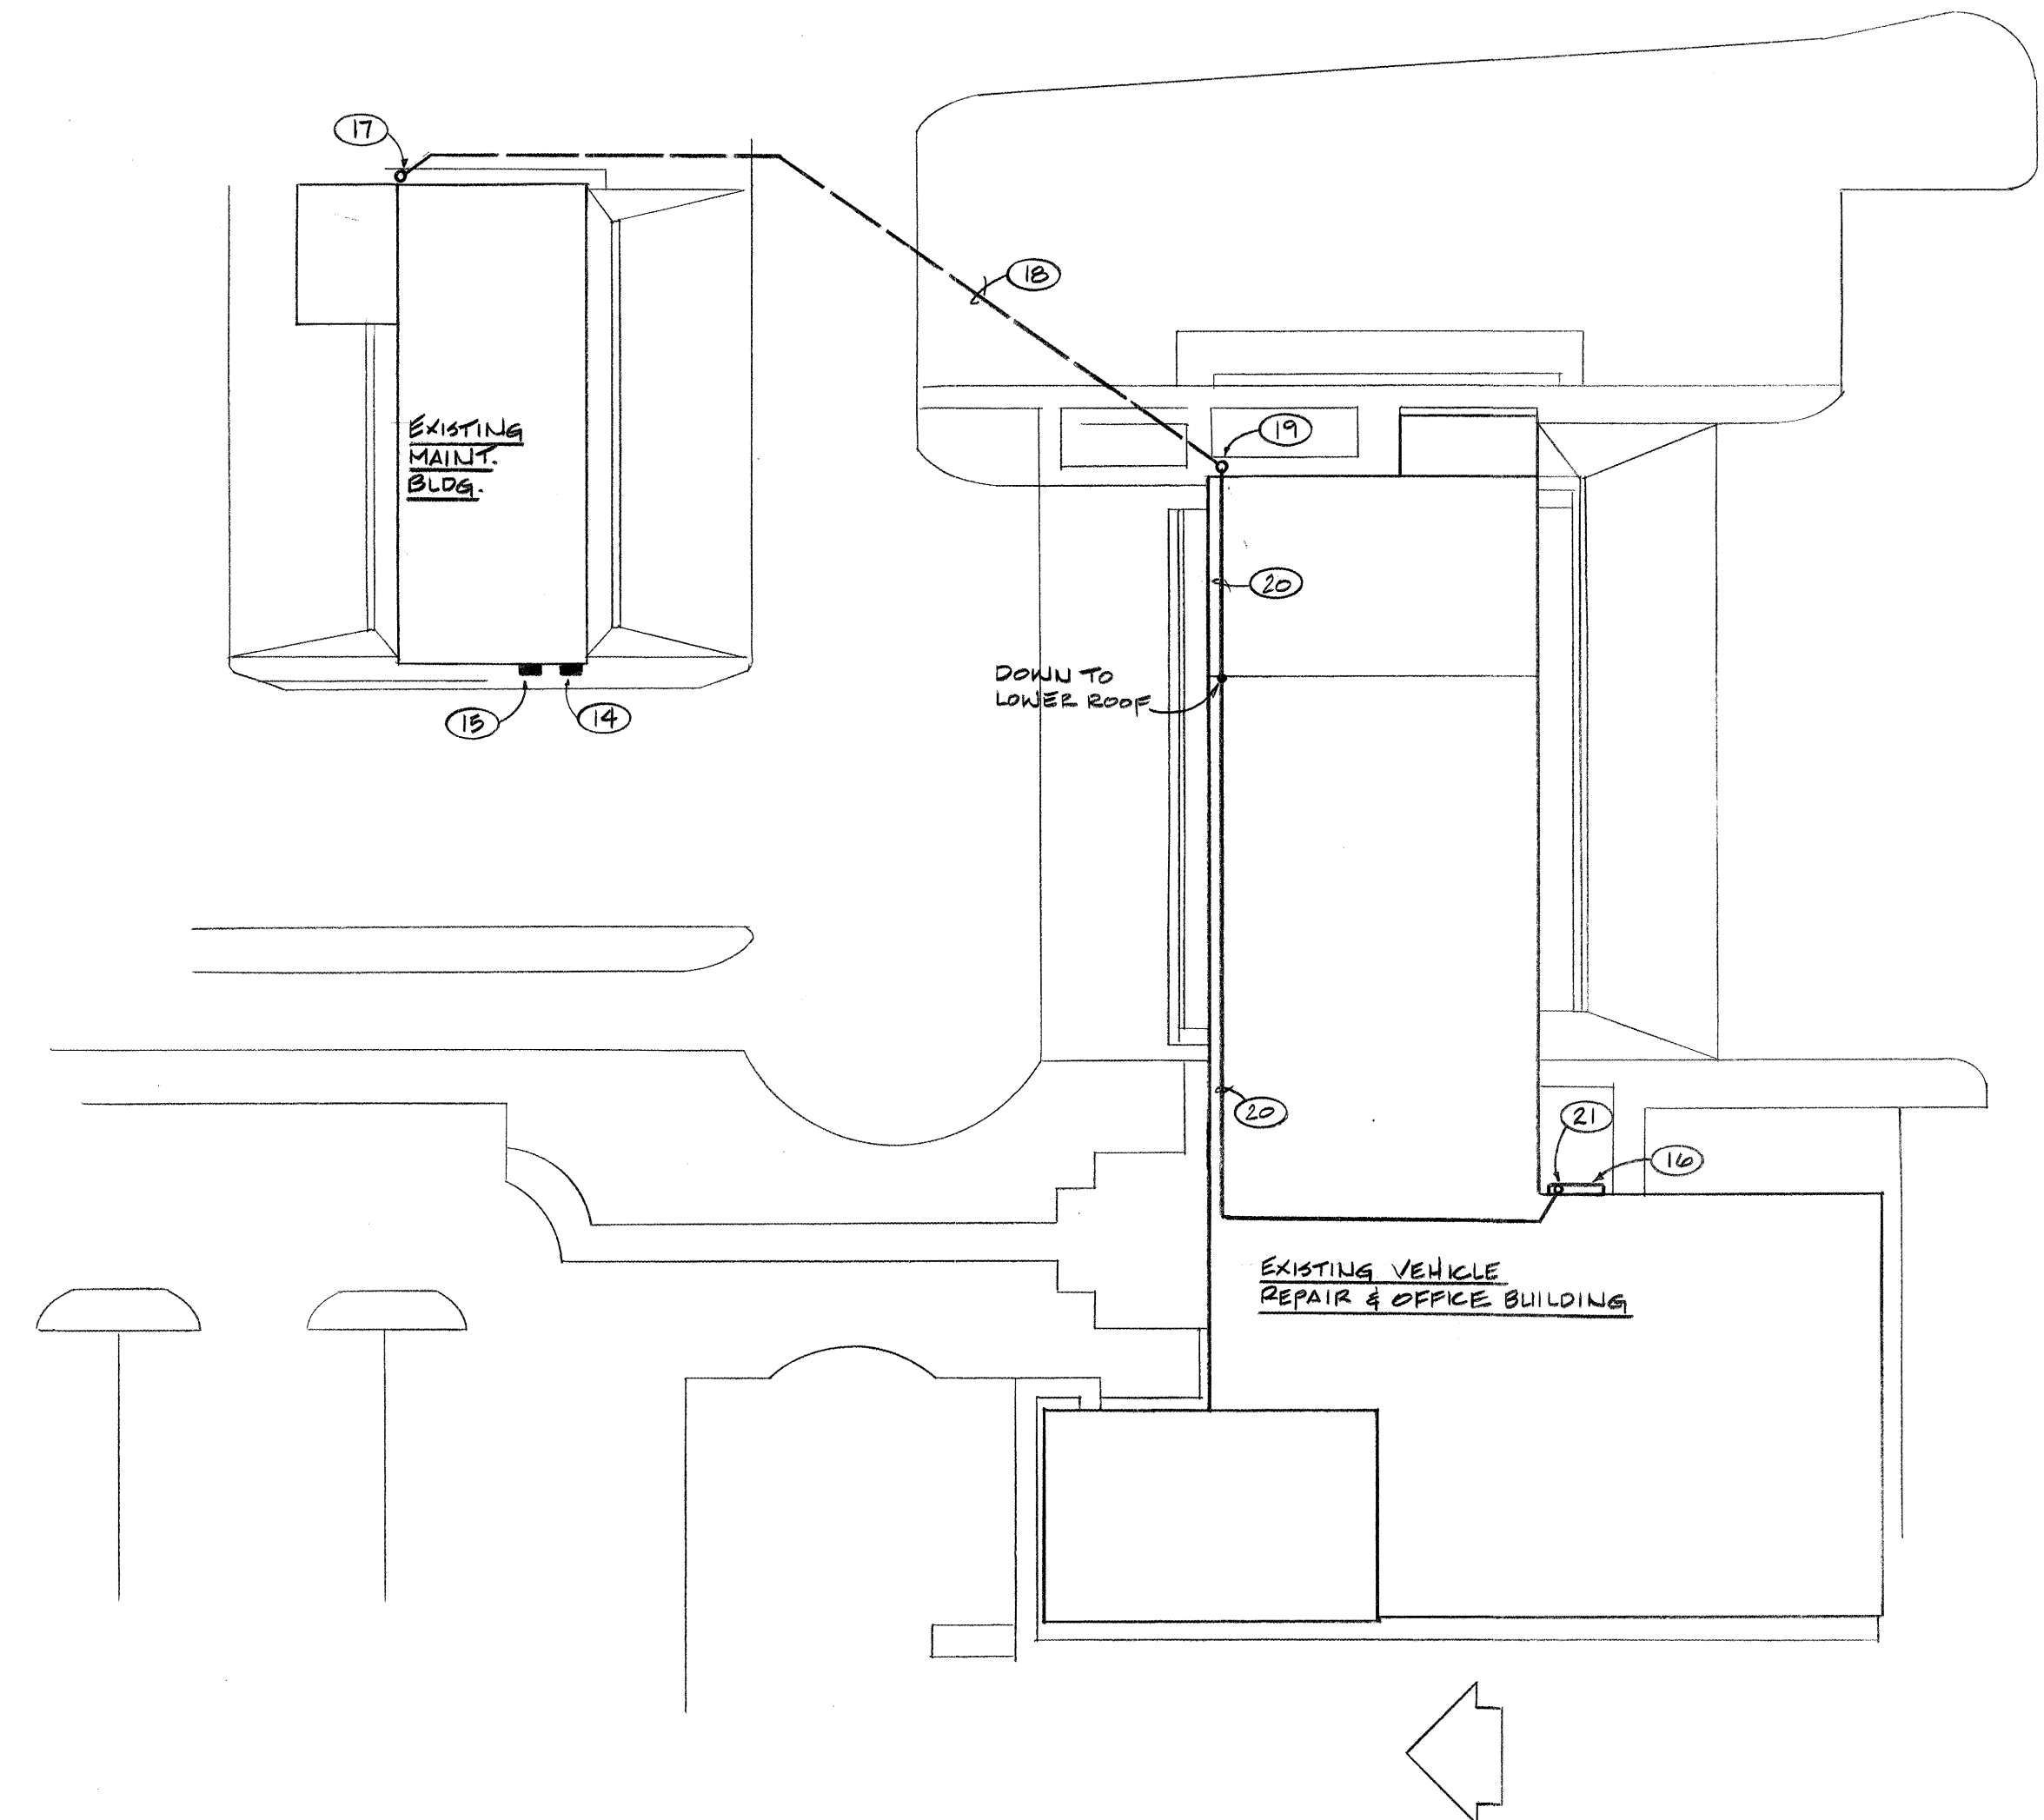 17
18
19
EXISTING
MAINT.
BLDG.
20
DOWN TO
LOWER ROOF
15
14
20
21
16
EXISTING VEHICLE
REPAIR & OFFICE BUILDING